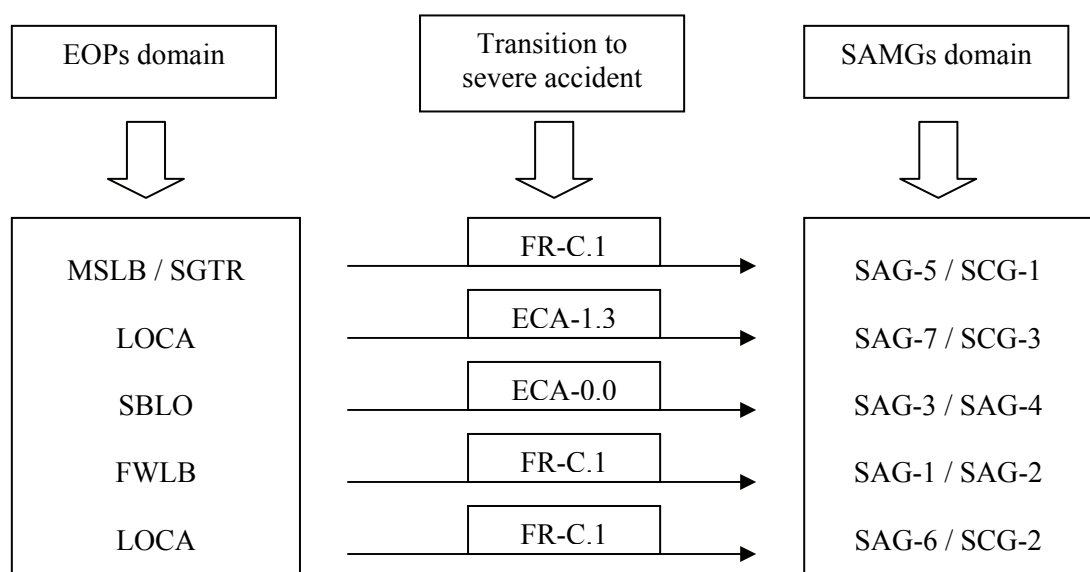 EOPs domain
Transition to
severe accident
SAMGs domain
MSLB / SGTR
FR-C.1
SAG-5 / SCG-1
LOCA
ECA-1.3
SAG-7 / SCG-3
SBLO
ECA-0.0
SAG-3 / SAG-4
FWLB
FR-C.1
SAG-1 / SAG-2
LOCA
FR-C.1
SAG-6 / SCG-2